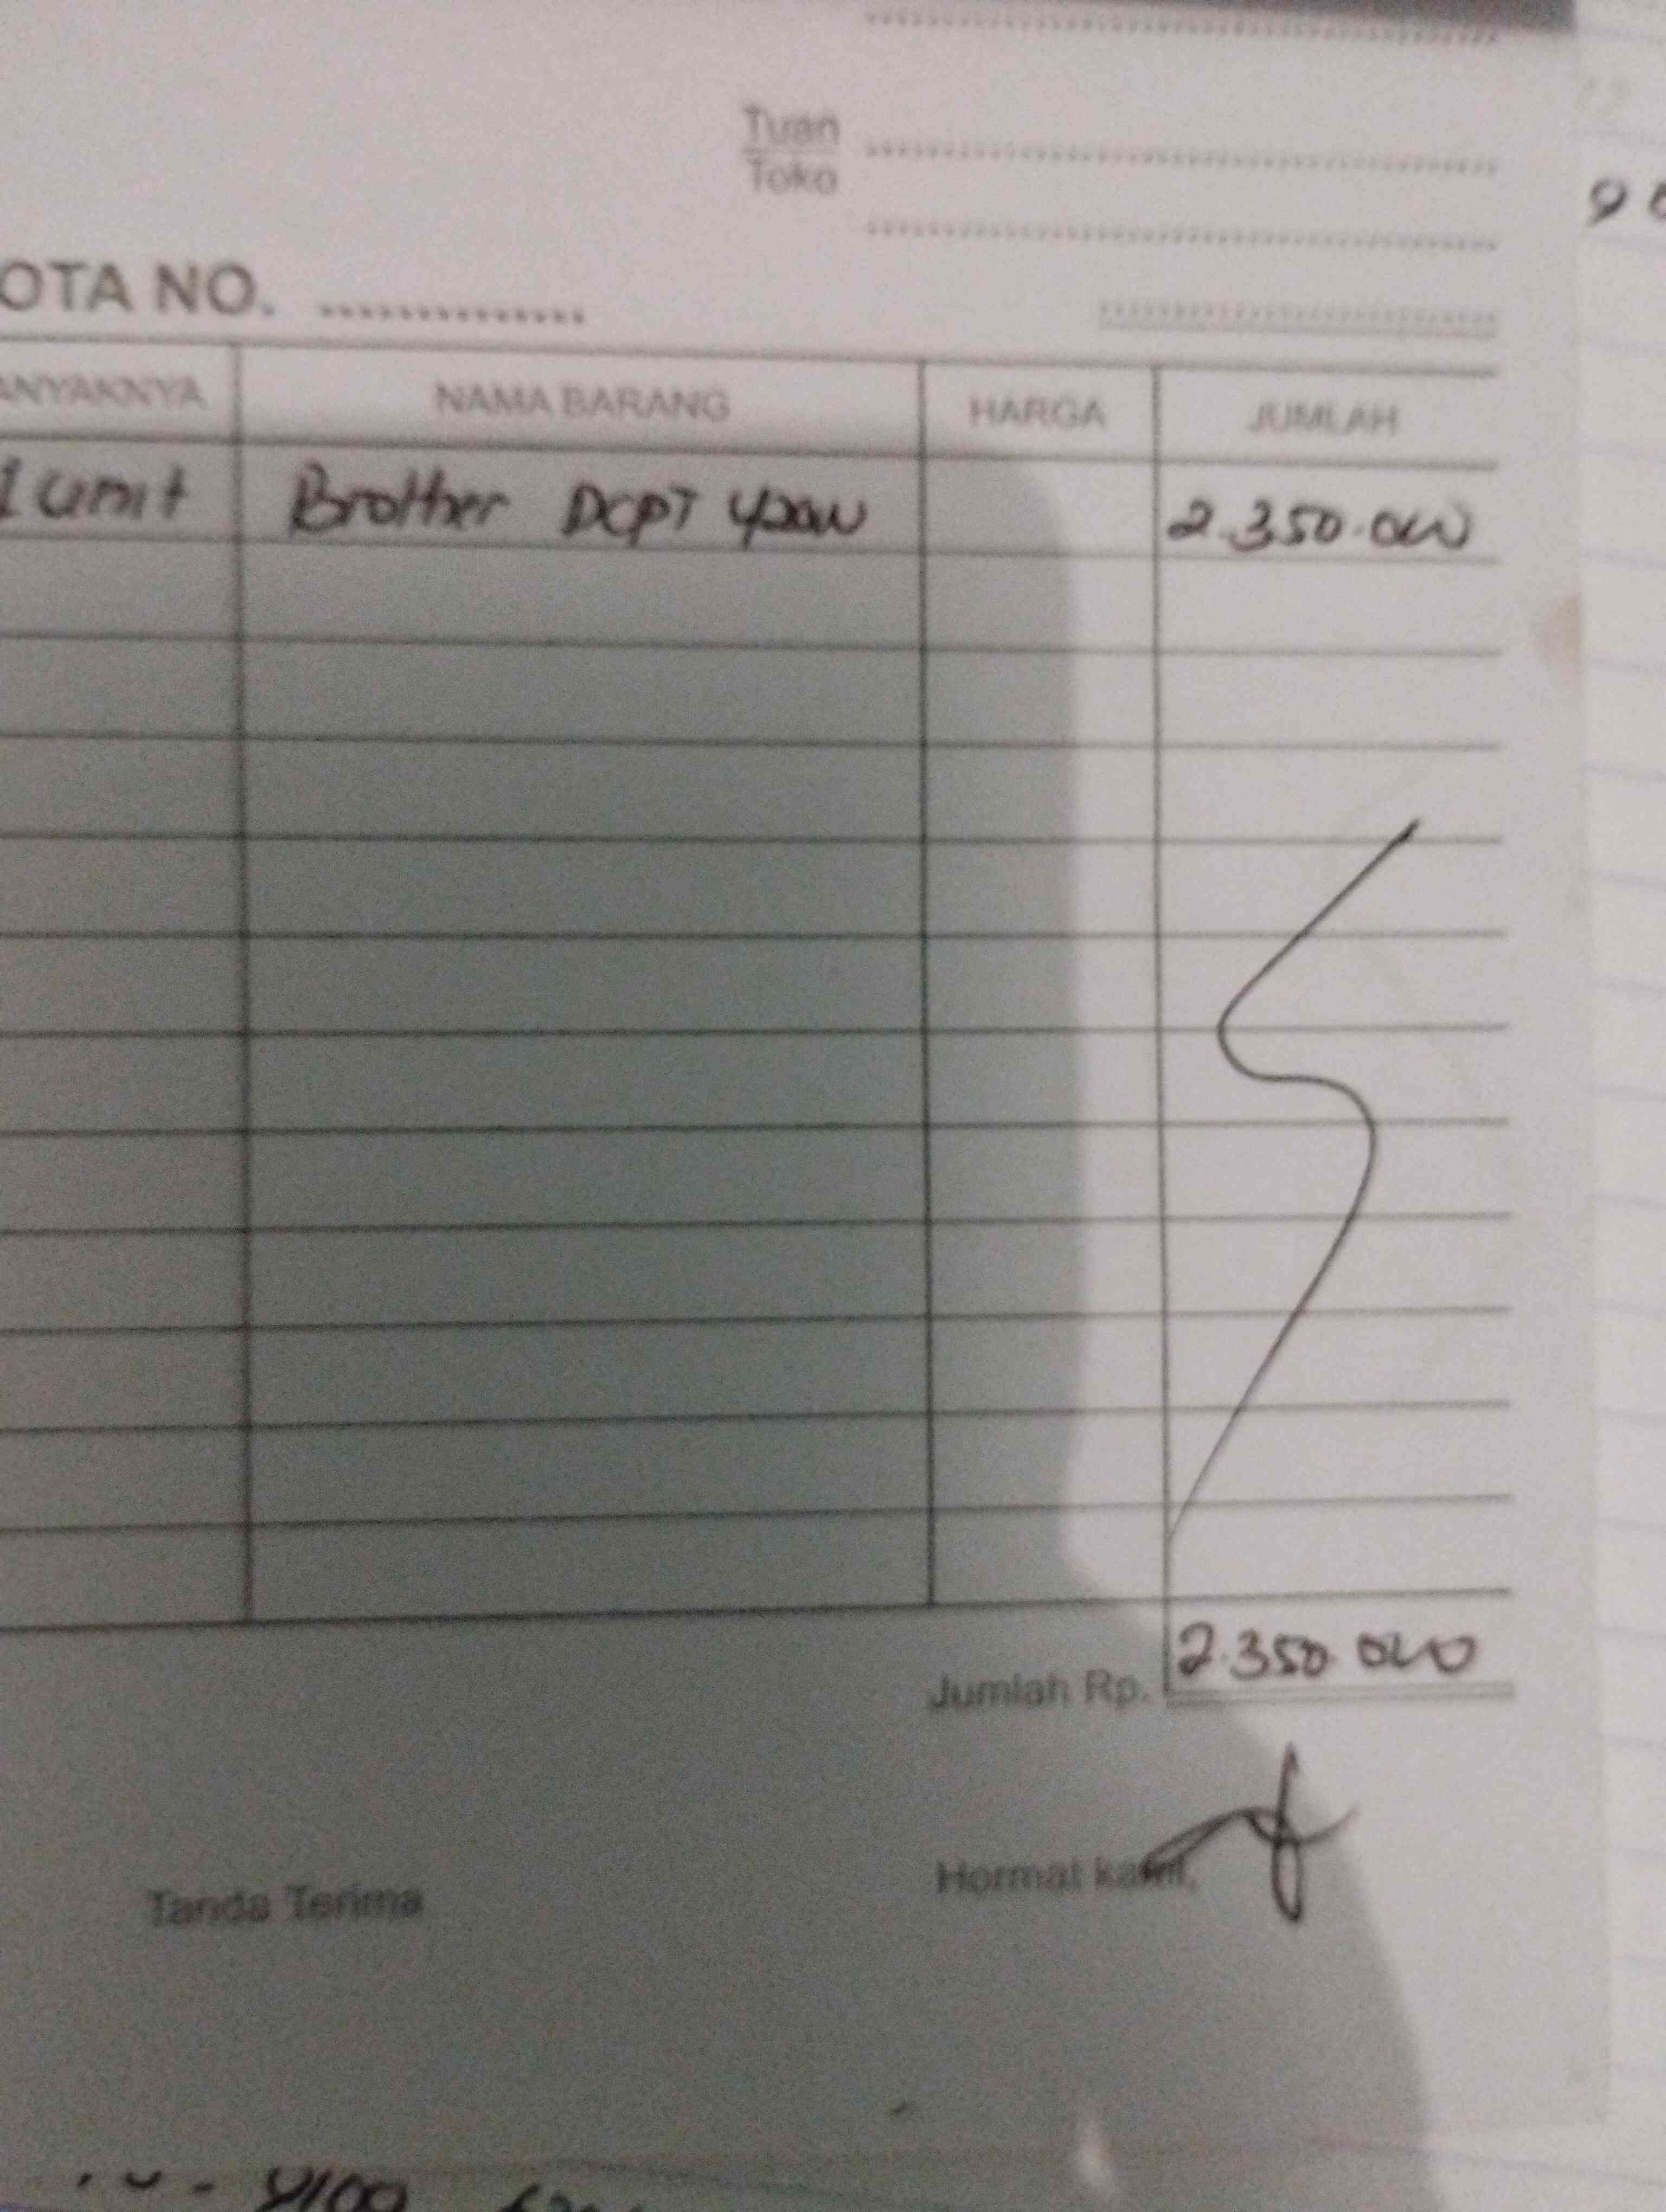 Tuan
Toko
OTA NO. ..............
ANYAKNYA NAMA BARANG HARGA JUMLAH
1 unit Brother DCPT 420W 2.350.000
Jumlah Rp. 2.350.000
Tanda Terima Hormat kami,